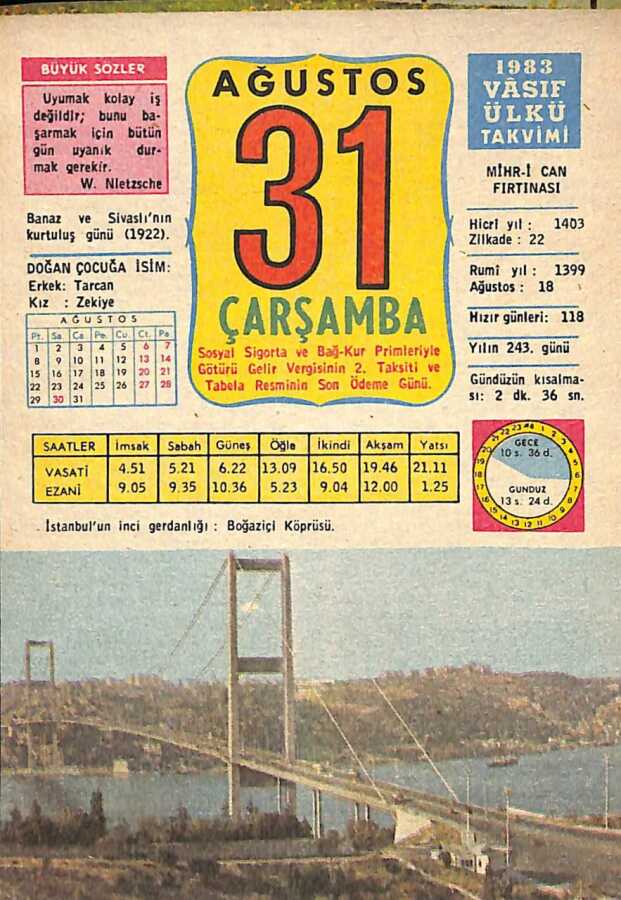 BÜYÜK SÖZLER
Uyumak kolay iş
değildir; bunu ba-
şarmak için bütün
gün uyanık dur-
mak gerekir.
W. Nietzsche
Banaz ve Sivaslı'nın
kurtuluş günü (1922).
DOĞAN ÇOCUĞA İSİM:
Erkek: Tarcan
Kız : Zekiye
AĞUSTOS
Pt. Sa Ca Pe. Cu. Ct. Pa
1 2 3 4 5 6 7
8 9 10 11 12 13 14
15 16 17 18 19 20 21
22 23 24 25 26 27 28
29 30 31
AĞUSTOS
31
ÇARŞAMBA
Sosyal Sigorta ve Bağ-Kur Primleriyle
Götürü Gelir Vergisinin 2. Taksiti ve
Tabela Resminin Son Ödeme Günü.
1983
VÂSIF
ÜLKÜ
TAKVİMİ
MİHR-İ CAN
FIRTINASI
Hicrî yıl : 1403
Zilkade : 22
Rumî yıl : 1399
Ağustos : 18
Hızır günleri: 118
Yılın 243. günü
Gündüzün kısalma-
sı: 2 dk. 36 sn.
SAATLER İmsak Sabah Güneş Öğle İkindi Akşam Yatsı
VASATİ 4.51 5.21 6.22 13.09 16.50 19.46 21.11
EZANİ 9.05 9.35 10.36 5.23 9.04 12.00 1.25
GECE
10 s. 36 d.
GÜNDÜZ
13 s. 24 d.
İstanbul'un inci gerdanlığı : Boğaziçi Köprüsü.